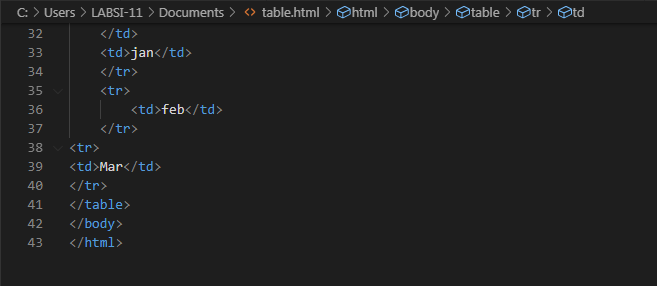 C: > Users > LABSI-11 > Documents > <> table.html > html > body > table > tr > td
32 </td>
33 <td>jan</td>
34 </tr>
35 <tr>
36 <td>feb</td>
37 </tr>
38 <tr>
39 <td>Mar</td>
40 </tr>
41 </table>
42 </body>
43 </html>